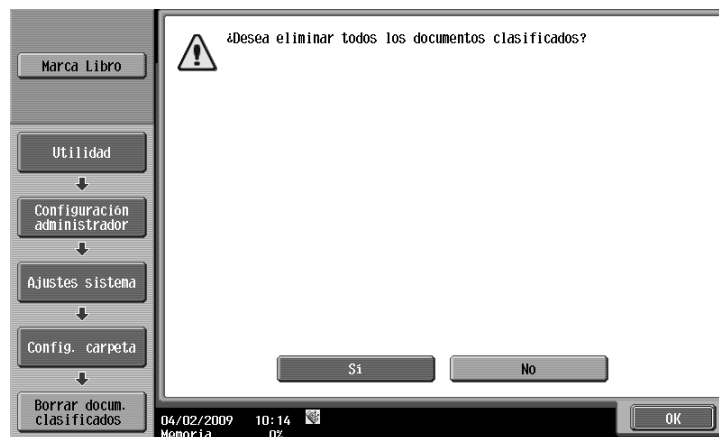 Marca Libro
Utilidad
Configuración
administrador
Ajustes sistema
Config. carpeta
Borrar docum.
clasificados
¿Desea eliminar todos los documentos clasificados?
Sí
No
04/02/2009 10:14
Memoria 0%
OK